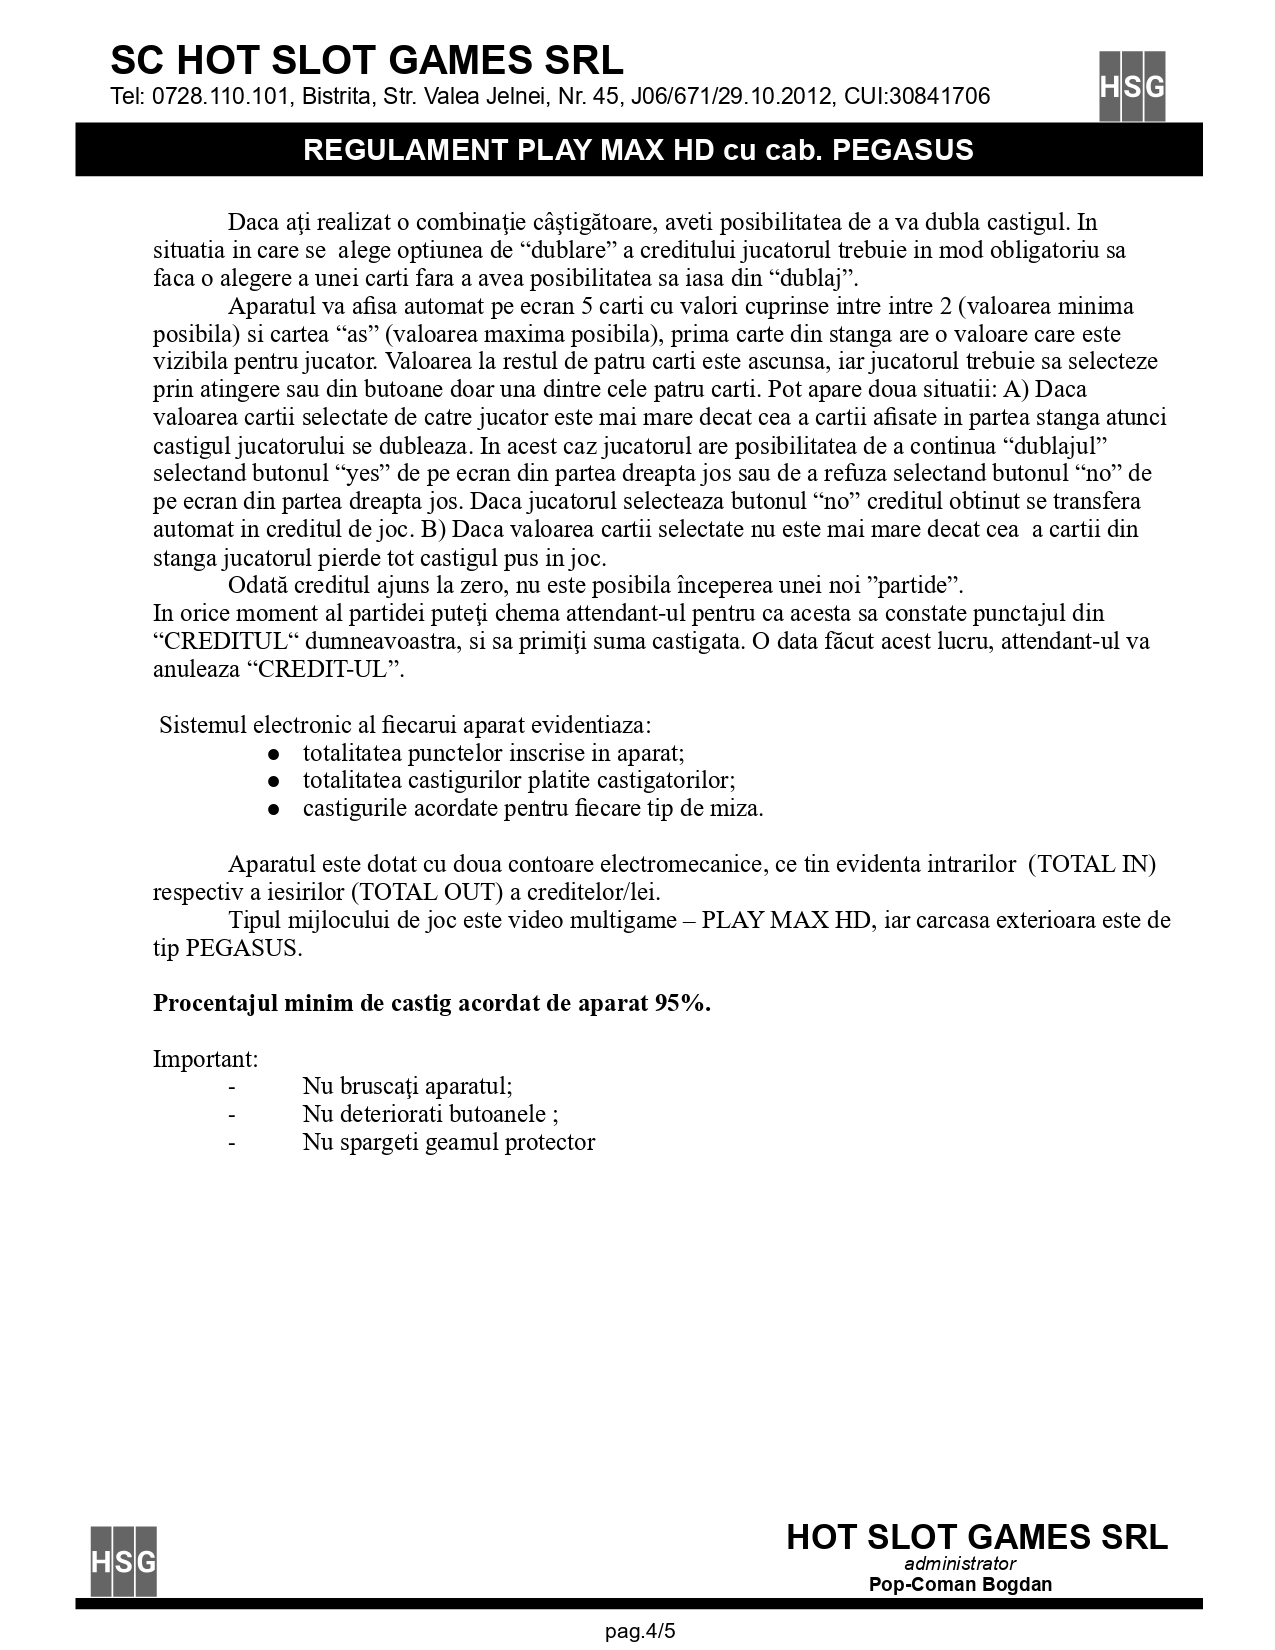 SC HOT SLOT GAMES SRL
Tel: 0728.110.101, Bistrita, Str. Valea Jelnei, Nr. 45, J06/671/29.10.2012, CUI:30841706
HSG
REGULAMENT PLAY MAX HD cu cab. PEGASUS
Daca aţi realizat o combinaţie câştigătoare, aveti posibilitatea de a va dubla castigul. In
situatia in care se  alege optiunea de “dublare” a creditului jucatorul trebuie in mod obligatoriu sa
faca o alegere a unei carti fara a avea posibilitatea sa iasa din “dublaj”.
Aparatul va afisa automat pe ecran 5 carti cu valori cuprinse intre intre 2 (valoarea minima
posibila) si cartea “as” (valoarea maxima posibila), prima carte din stanga are o valoare care este
vizibila pentru jucator. Valoarea la restul de patru carti este ascunsa, iar jucatorul trebuie sa selecteze
prin atingere sau din butoane doar una dintre cele patru carti. Pot apare doua situatii: A) Daca
valoarea cartii selectate de catre jucator este mai mare decat cea a cartii afisate in partea stanga atunci
castigul jucatorului se dubleaza. In acest caz jucatorul are posibilitatea de a continua “dublajul”
selectand butonul “yes” de pe ecran din partea dreapta jos sau de a refuza selectand butonul “no” de
pe ecran din partea dreapta jos. Daca jucatorul selecteaza butonul “no” creditul obtinut se transfera
automat in creditul de joc. B) Daca valoarea cartii selectate nu este mai mare decat cea  a cartii din
stanga jucatorul pierde tot castigul pus in joc.
Odată creditul ajuns la zero, nu este posibila începerea unei noi ”partide”.
In orice moment al partidei puteţi chema attendant-ul pentru ca acesta sa constate punctajul din
“CREDITUL“ dumneavoastra, si sa primiţi suma castigata. O data făcut acest lucru, attendant-ul va
anuleaza “CREDIT-UL”.
Sistemul electronic al fiecarui aparat evidentiaza:
● totalitatea punctelor inscrise in aparat;
● totalitatea castigurilor platite castigatorilor;
● castigurile acordate pentru fiecare tip de miza.
Aparatul este dotat cu doua contoare electromecanice, ce tin evidenta intrarilor  (TOTAL IN)
respectiv a iesirilor (TOTAL OUT) a creditelor/lei.
Tipul mijlocului de joc este video multigame – PLAY MAX HD, iar carcasa exterioara este de
tip PEGASUS.
Procentajul minim de castig acordat de aparat 95%.
Important:
- Nu bruscaţi aparatul;
- Nu deteriorati butoanele ;
- Nu spargeti geamul protector
HSG
HOT SLOT GAMES SRL
administrator
Pop-Coman Bogdan
pag.4/5